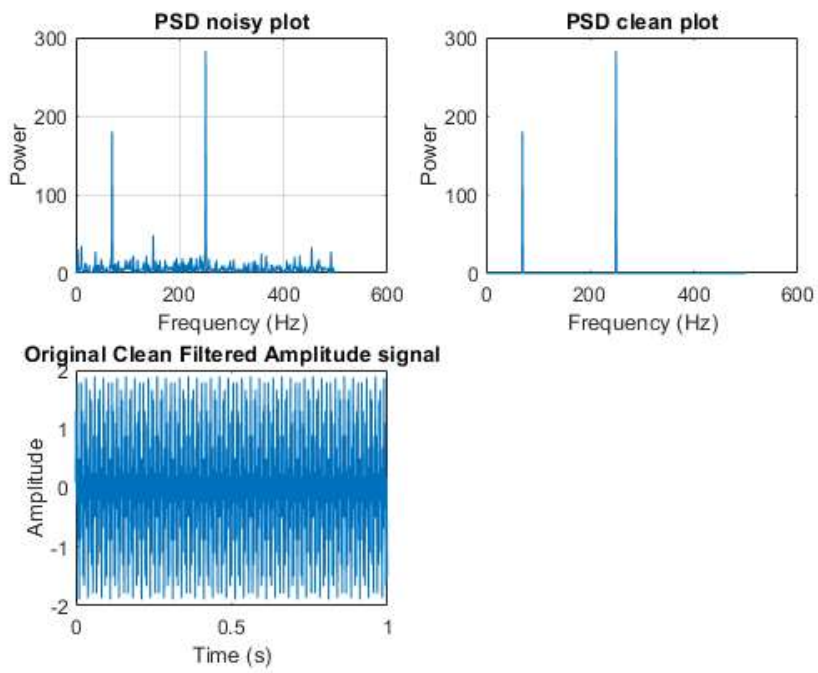 PSD noisy plot
300
200
100
0
Power
0
200
400
600
Frequency (Hz)
PSD clean plot
300
200
100
0
Power
0
200
400
600
Frequency (Hz)
Original Clean Filtered Amplitude signal
2
1
0
-1
-2
Amplitude
0
0.5
1
Time (s)